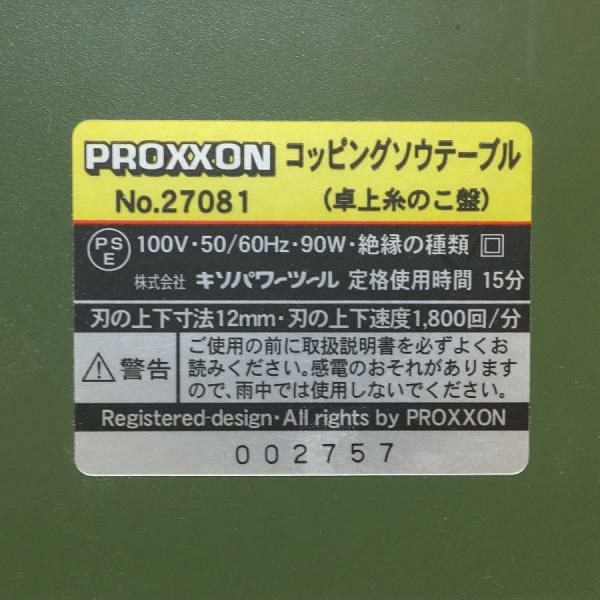 PROXXON コッピングソウテーブル
No.27081 (卓上糸のこ盤)
PSE 100V・50/60Hz・90W・絶縁の種類 回
株式会社 キソパワーツール 定格使用時間 15分
刃の上下寸法12mm・刃の上下速度1,800回/分
警告 ご使用の前に取扱説明書を必ずよくお
読みください。感電のおそれがあります
ので、雨中では使用しないでください。
Registered-design・All rights by PROXXON
002757